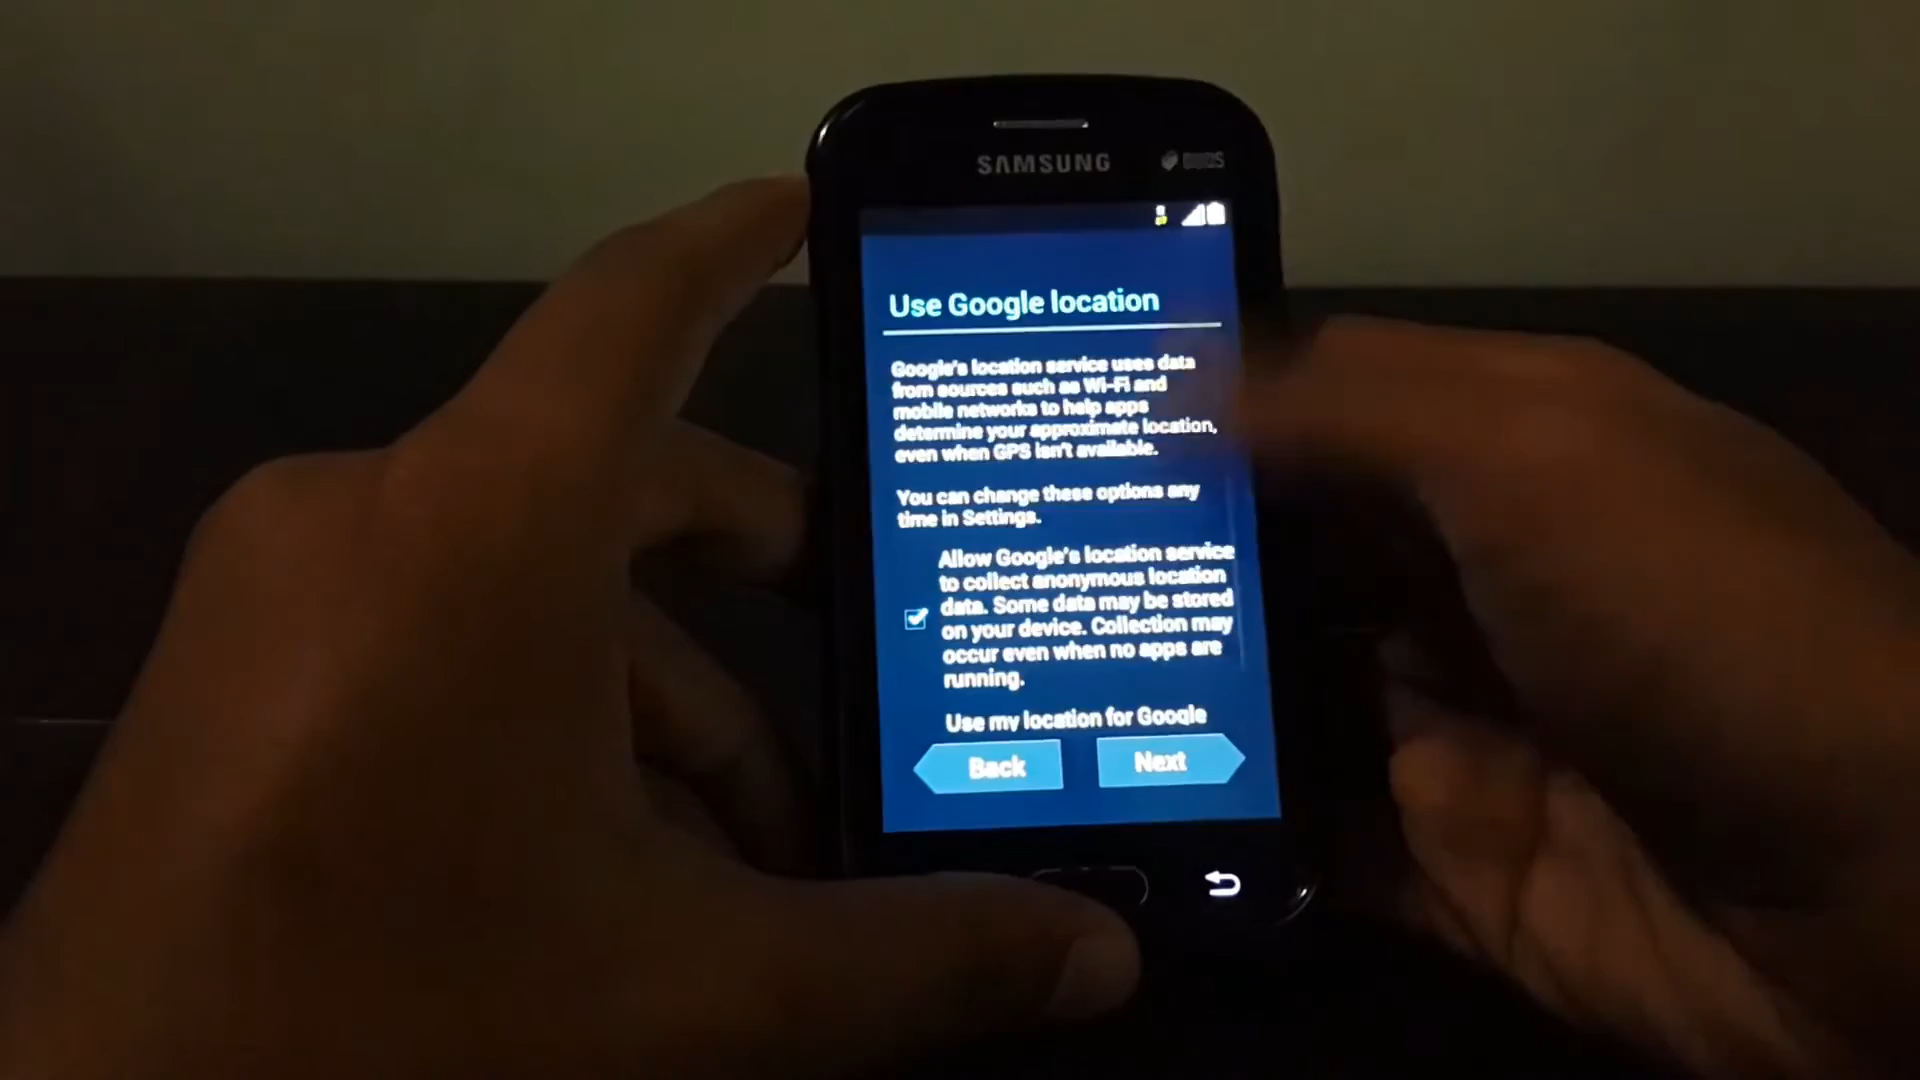 SAMSUNG DUOS
Use Google location
Google's location service uses data
from sources such as Wi-Fi and
mobile networks to help apps
determine your approximate location,
even when GPS isn't available.
You can change these options any
time in Settings.
Allow Google's location service
to collect anonymous location
data. Some data may be stored
on your device. Collection may
occur even when no apps are
running.
Use my location for Google
Back Next